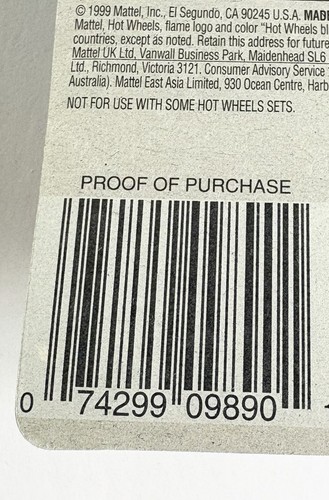 © 1999 Mattel, Inc., El Segundo, CA 90245 U.S.A. MADE
Mattel, Hot Wheels, flame logo and color "Hot Wheels bl
countries, except as noted. Retain this address for future
Mattel UK Ltd, Vanwall Business Park, Maidenhead SL6
Ltd., Richmond, Victoria 3121. Consumer Advisory Service
Australia). Mattel East Asia Limited, 930 Ocean Centre, Harb
NOT FOR USE WITH SOME HOT WHEELS SETS.
PROOF OF PURCHASE
0 74299 09890